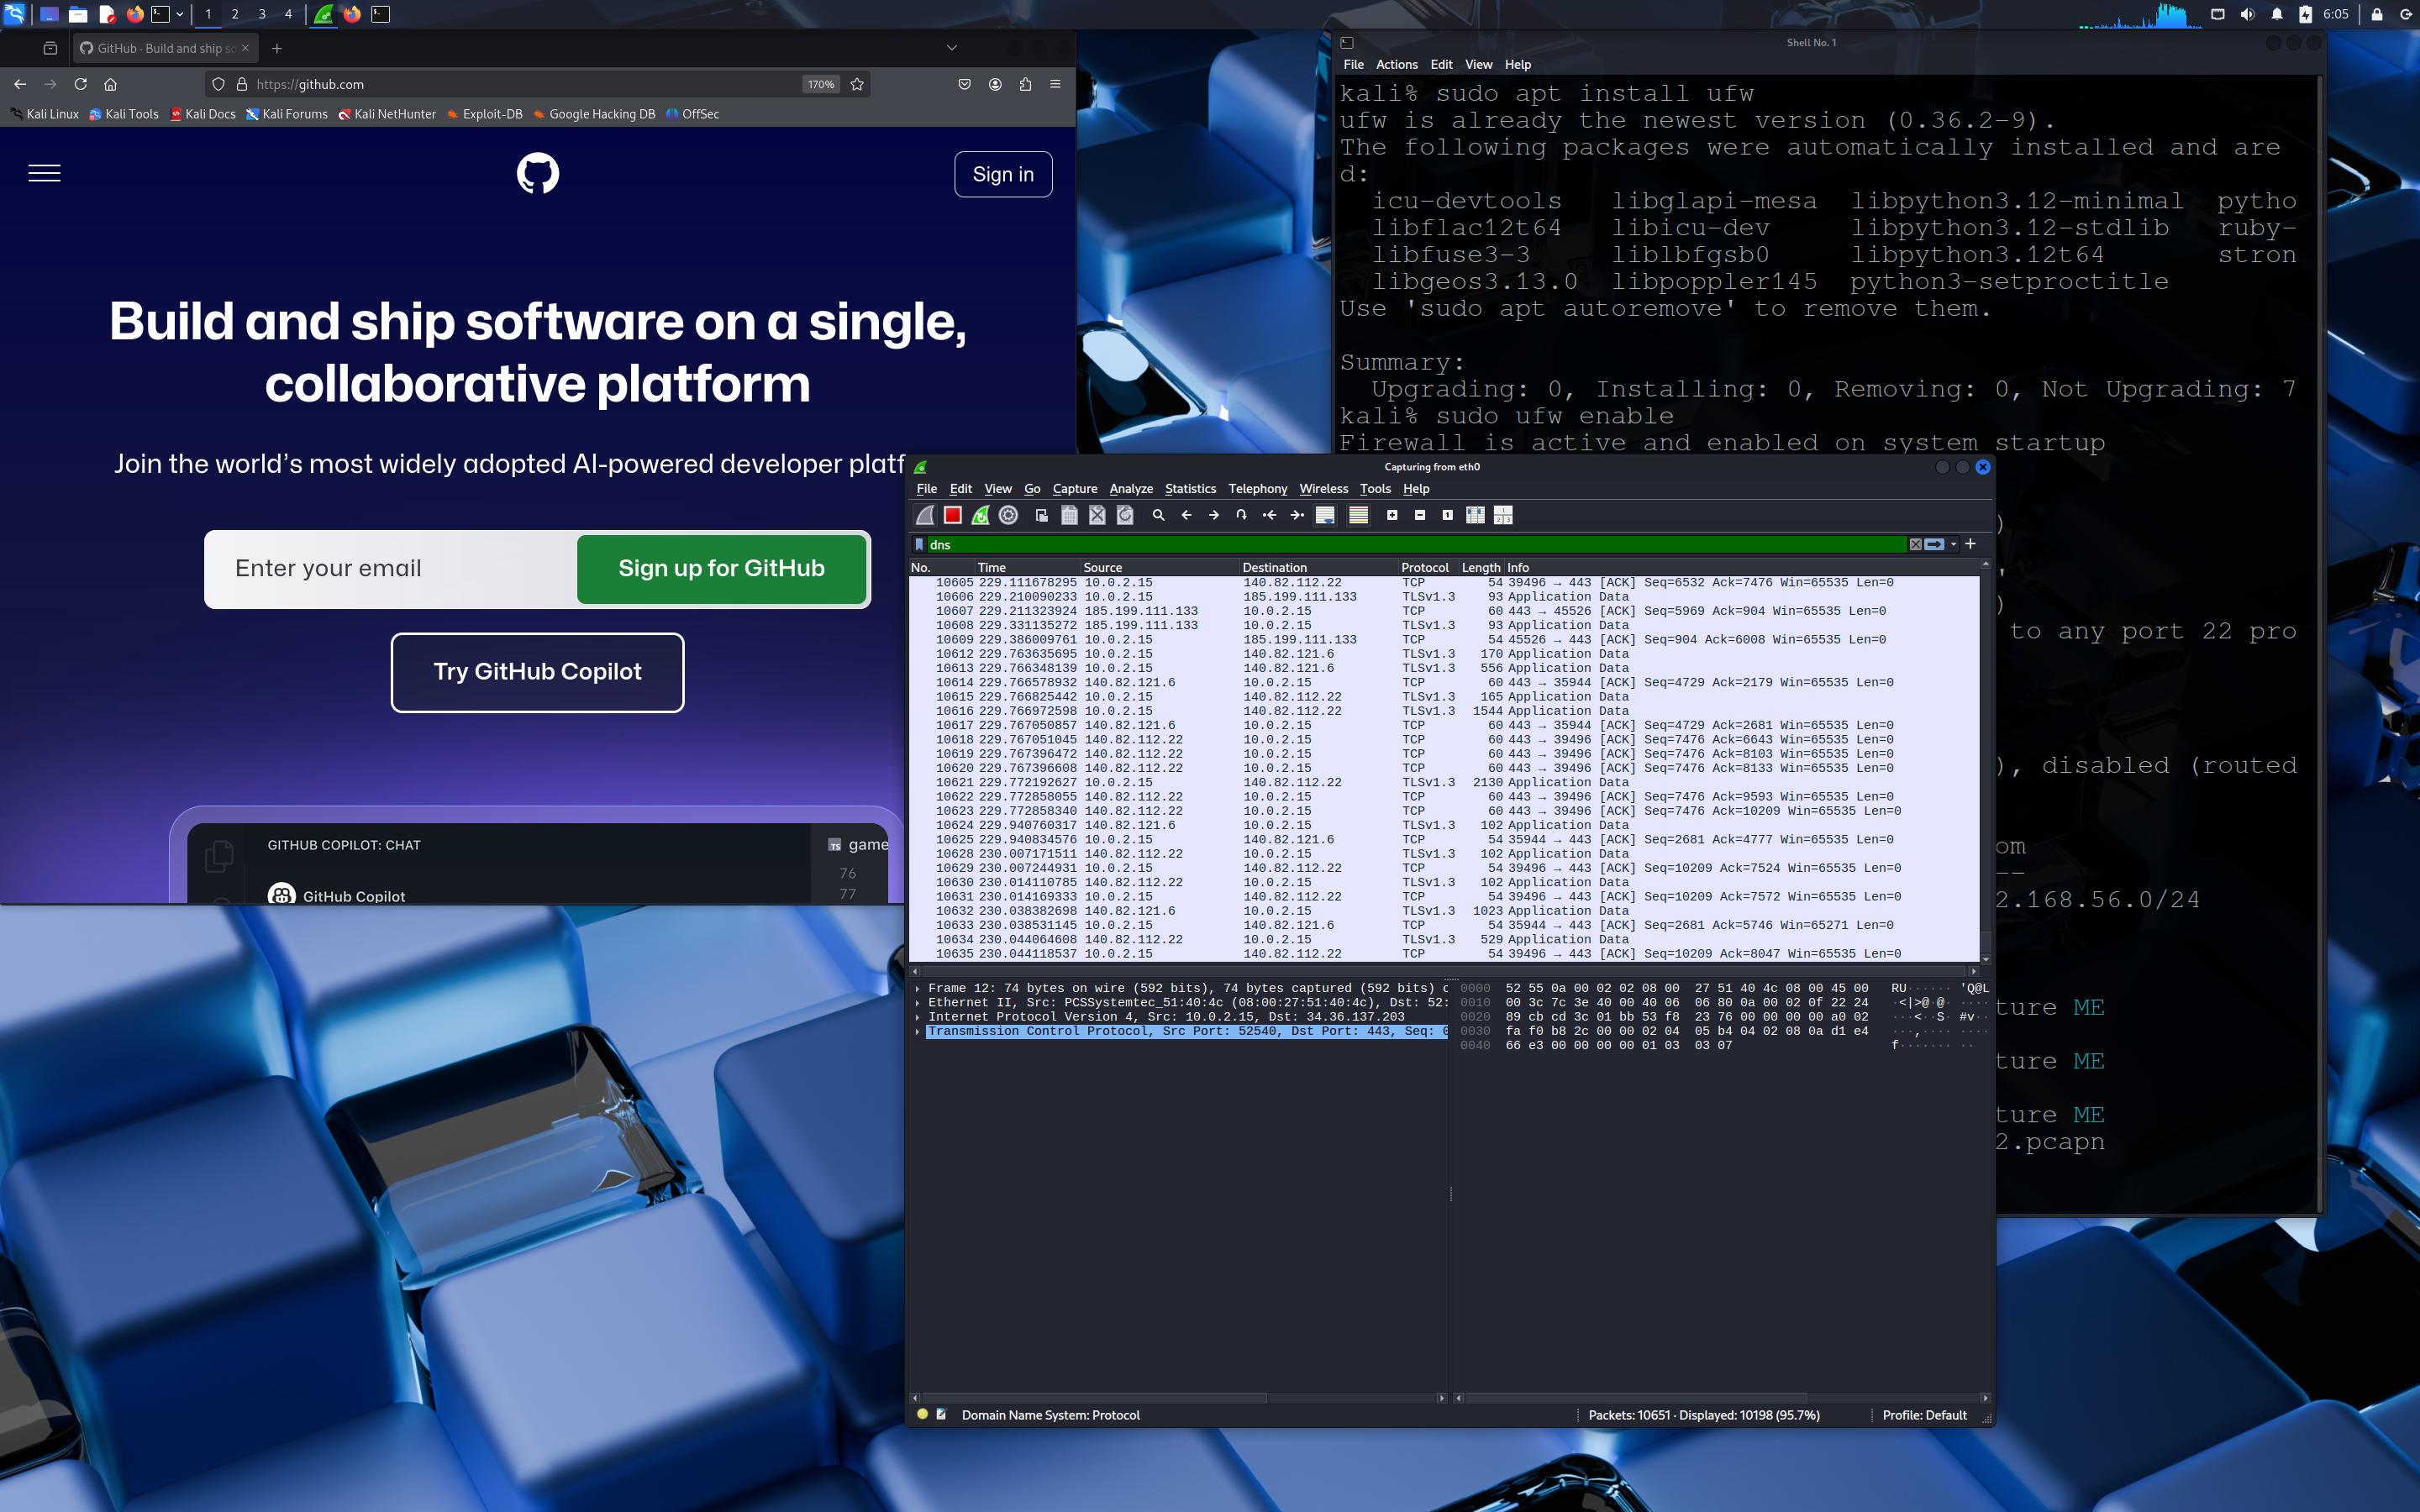 1 2 3 4
6:05
GitHub · Build and ship so
https://github.com
170%
Kali Linux Kali Tools Kali Docs Kali Forums Kali NetHunter Exploit-DB Google Hacking DB OffSec
Sign in
Build and ship software on a single,
collaborative platform
Join the world's most widely adopted AI-powered developer platf
Enter your email
Sign up for GitHub
Try GitHub Copilot
GITHUB COPILOT: CHAT
TS game
76
77
GitHub Copilot
Shell No. 1
File Actions Edit View Help
kali% sudo apt install ufw
ufw is already the newest version (0.36.2-9).
The following packages were automatically installed and are
d:
icu-devtools libglapi-mesa libpython3.12-minimal pytho
libflac12t64 libicu-dev libpython3.12-stdlib ruby-
libfuse3-3 liblbfgsb0 libpython3.12t64 stron
libgeos3.13.0 libpoppler145 python3-setproctitle
Use 'sudo apt autoremove' to remove them.
Summary:
Upgrading: 0, Installing: 0, Removing: 0, Not Upgrading: 7
kali% sudo ufw enable
Firewall is active and enabled on system startup
)
'
)
to any port 22 pro
), disabled (routed
om
--
2.168.56.0/24
ture ME
ture ME
ture ME
2.pcapn
Capturing from eth0
File Edit View Go Capture Analyze Statistics Telephony Wireless Tools Help
dns
No. Time Source Destination Protocol Length Info
10605 229.111678295 10.0.2.15 140.82.112.22 TCP 54 39496 → 443 [ACK] Seq=6532 Ack=7476 Win=65535 Len=0
10606 229.210090233 10.0.2.15 185.199.111.133 TLSv1.3 93 Application Data
10607 229.211323924 185.199.111.133 10.0.2.15 TCP 60 443 → 45526 [ACK] Seq=5969 Ack=904 Win=65535 Len=0
10608 229.331135272 185.199.111.133 10.0.2.15 TLSv1.3 93 Application Data
10609 229.386009761 10.0.2.15 185.199.111.133 TCP 54 45526 → 443 [ACK] Seq=904 Ack=6008 Win=65535 Len=0
10612 229.763635695 10.0.2.15 140.82.121.6 TLSv1.3 170 Application Data
10613 229.766348139 10.0.2.15 140.82.121.6 TLSv1.3 556 Application Data
10614 229.766578932 140.82.121.6 10.0.2.15 TCP 60 443 → 35944 [ACK] Seq=4729 Ack=2179 Win=65535 Len=0
10615 229.766825442 10.0.2.15 140.82.112.22 TLSv1.3 165 Application Data
10616 229.766972598 10.0.2.15 140.82.112.22 TLSv1.3 1544 Application Data
10617 229.767050857 140.82.121.6 10.0.2.15 TCP 60 443 → 35944 [ACK] Seq=4729 Ack=2681 Win=65535 Len=0
10618 229.767051045 140.82.112.22 10.0.2.15 TCP 60 443 → 39496 [ACK] Seq=7476 Ack=6643 Win=65535 Len=0
10619 229.767396472 140.82.112.22 10.0.2.15 TCP 60 443 → 39496 [ACK] Seq=7476 Ack=8103 Win=65535 Len=0
10620 229.767396608 140.82.112.22 10.0.2.15 TCP 60 443 → 39496 [ACK] Seq=7476 Ack=8133 Win=65535 Len=0
10621 229.772192627 10.0.2.15 140.82.112.22 TLSv1.3 2130 Application Data
10622 229.772858055 140.82.112.22 10.0.2.15 TCP 60 443 → 39496 [ACK] Seq=7476 Ack=9593 Win=65535 Len=0
10623 229.772858340 140.82.112.22 10.0.2.15 TCP 60 443 → 39496 [ACK] Seq=7476 Ack=10209 Win=65535 Len=0
10624 229.940760317 140.82.121.6 10.0.2.15 TLSv1.3 102 Application Data
10625 229.940834576 10.0.2.15 140.82.121.6 TCP 54 35944 → 443 [ACK] Seq=2681 Ack=4777 Win=65535 Len=0
10628 230.007171511 140.82.112.22 10.0.2.15 TLSv1.3 102 Application Data
10629 230.007244931 10.0.2.15 140.82.112.22 TCP 54 39496 → 443 [ACK] Seq=10209 Ack=7524 Win=65535 Len=0
10630 230.014110785 140.82.112.22 10.0.2.15 TLSv1.3 102 Application Data
10631 230.014169333 10.0.2.15 140.82.112.22 TCP 54 39496 → 443 [ACK] Seq=10209 Ack=7572 Win=65535 Len=0
10632 230.038382698 140.82.121.6 10.0.2.15 TLSv1.3 1023 Application Data
10633 230.038531145 10.0.2.15 140.82.121.6 TCP 54 35944 → 443 [ACK] Seq=2681 Ack=5746 Win=65271 Len=0
10634 230.044064608 140.82.112.22 10.0.2.15 TLSv1.3 529 Application Data
10635 230.044118537 10.0.2.15 140.82.112.22 TCP 54 39496 → 443 [ACK] Seq=10209 Ack=8047 Win=65535 Len=0
Frame 12: 74 bytes on wire (592 bits), 74 bytes captured (592 bits) o
Ethernet II, Src: PCSSystemtec_51:40:4c (08:00:27:51:40:4c), Dst: 52:
Internet Protocol Version 4, Src: 10.0.2.15, Dst: 34.36.137.203
Transmission Control Protocol, Src Port: 52540, Dst Port: 443, Seq: 0
0000 52 55 0a 00 02 02 08 00 27 51 40 4c 08 00 45 00 RU······ 'Q@L
0010 00 3c 7c 3e 40 00 40 06 06 80 0a 00 02 0f 22 24 ·<|>@·@· ····
0020 89 cb cd 3c 01 bb 53 f8 23 76 00 00 00 00 a0 02 ···<··S· #v··
0030 fa f0 b8 2c 00 00 02 04 05 b4 04 02 08 0a d1 e4 ···,···· ····
0040 66 e3 00 00 00 00 01 03 03 07 f······· ··
Domain Name System: Protocol
Packets: 10651 · Displayed: 10198 (95.7%)
Profile: Default